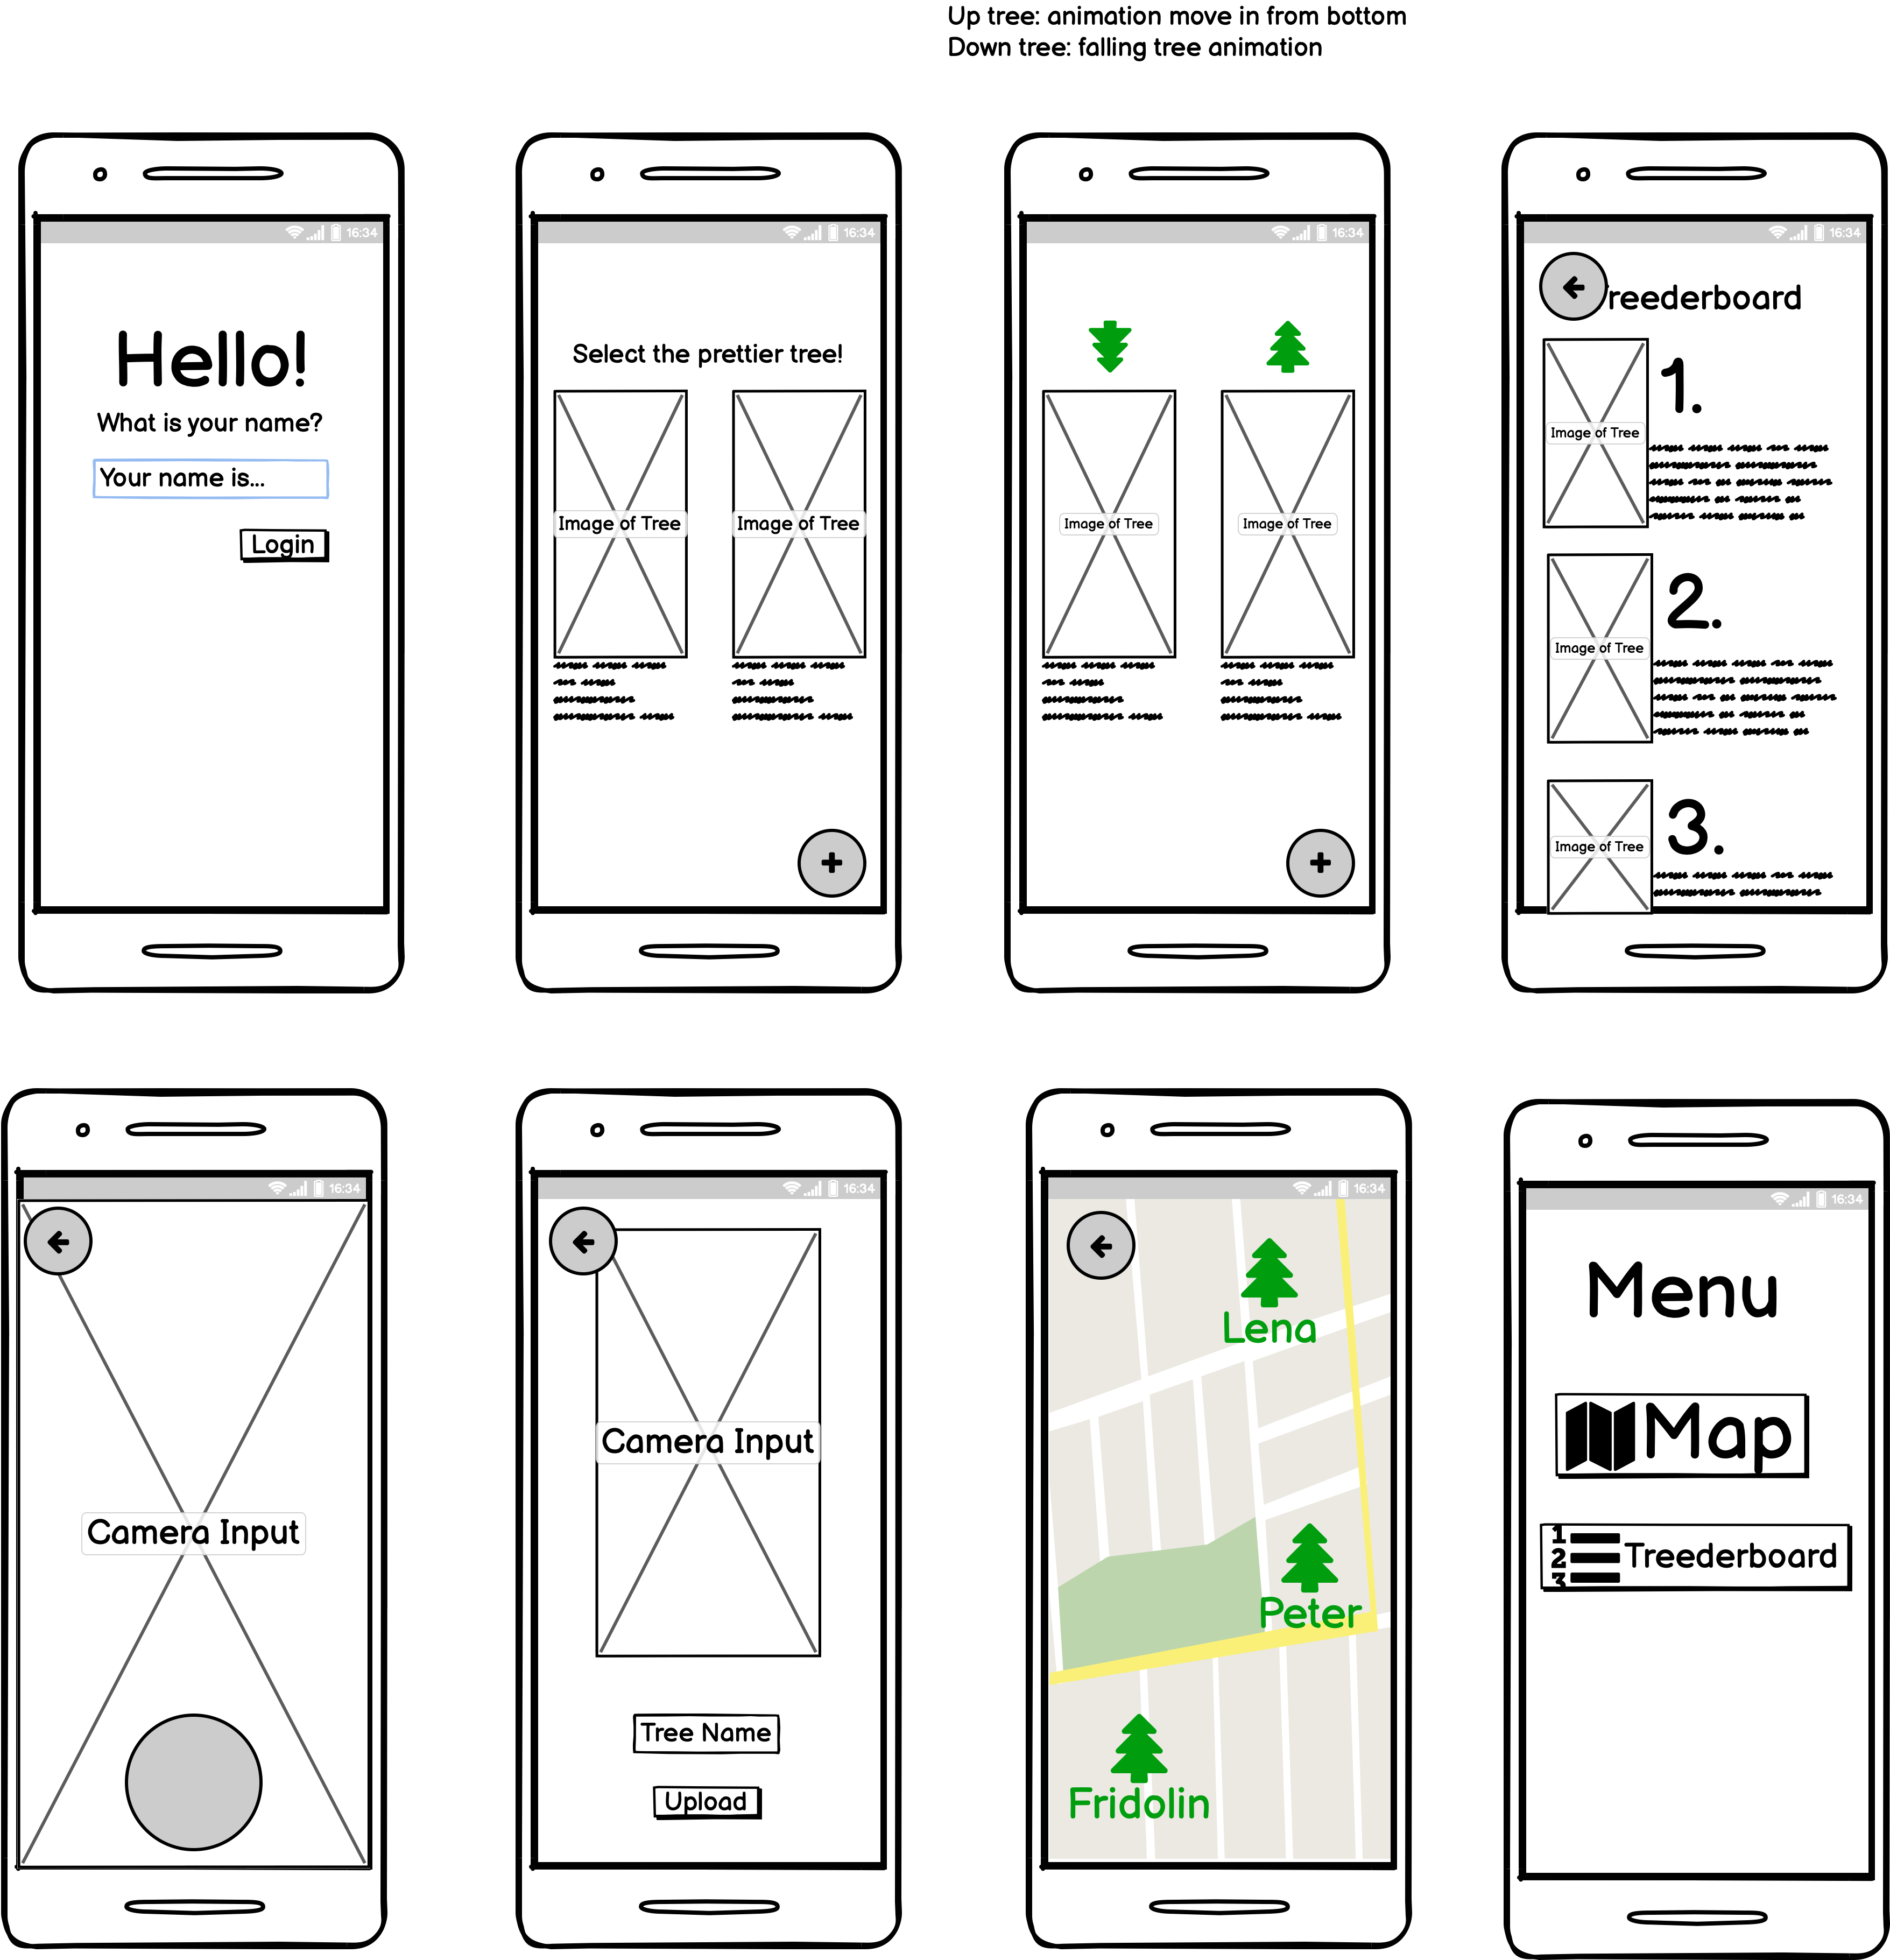 Up tree: animation move in from bottom
Down tree: falling tree animation
16:34
Hello!
What is your name?
Your name is...
Login
16:34
Select the prettier tree!
Image of Tree
Image of Tree
16:34
Image of Tree
Image of Tree
16:34
reederboard
1.
Image of Tree
2.
Image of Tree
3.
Image of Tree
16:34
Camera Input
16:34
Camera Input
Tree Name
Upload
16:34
Lena
Peter
Fridolin
16:34
Menu
Map
1
2
3
Treederboard